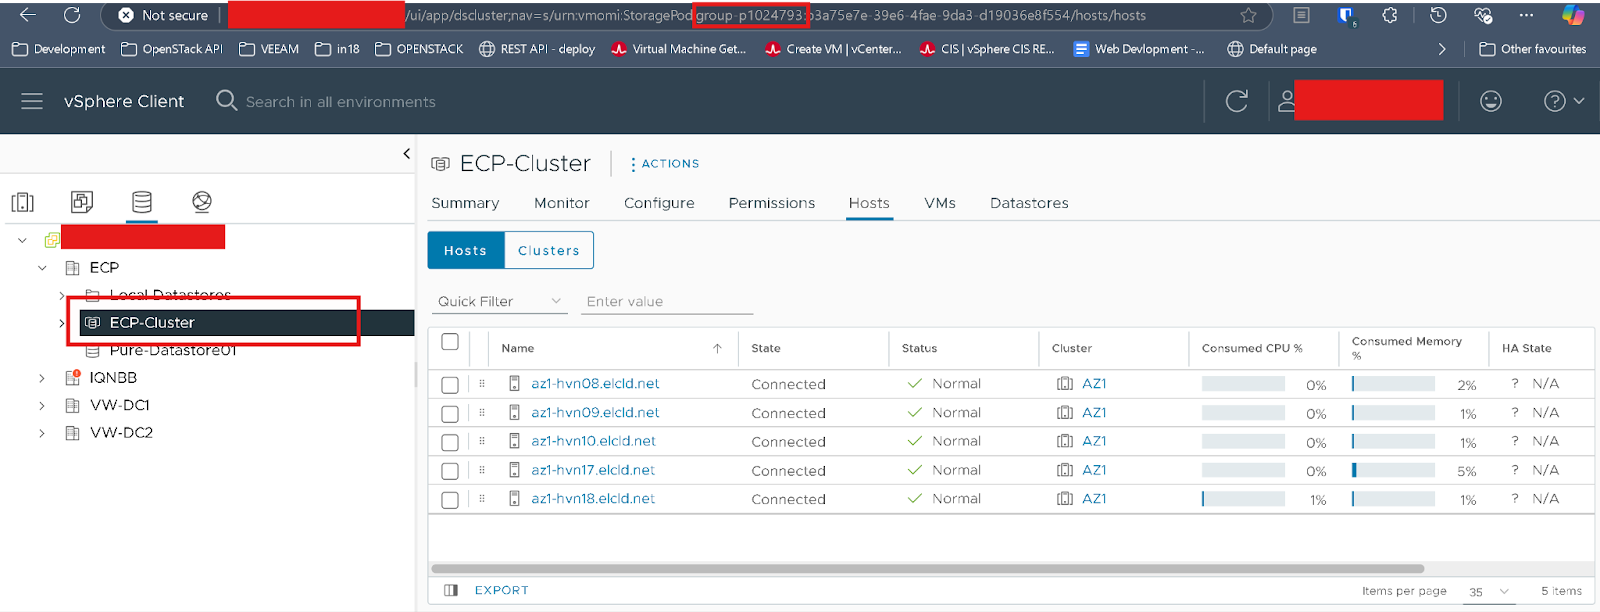 Not secure /ui/app/dscluster;nav=s/urn:vmomi:StoragePod:group-p1024793:b3a75e7e-39e6-4fae-9da3-d19036e8f554/hosts/hosts 6
Development OpenSTack API VEEAM in18 OPENSTACK REST API - deploy Virtual Machine Get... Create VM | vCenter... CIS | vSphere CIS RE... Web Devlopment -... Default page Other favourites
vSphere Client Search in all environments
ECP-Cluster ACTIONS
Summary Monitor Configure Permissions Hosts VMs Datastores
ECP
Local Datastores
ECP-Cluster
Pure-Datastore01
IQNBB
VW-DC1
VW-DC2
Hosts Clusters
Quick Filter Enter value
Name State Status Cluster Consumed CPU % Consumed Memory % HA State
az1-hvn08.elcld.net Connected Normal AZ1 0% 2% ? N/A
az1-hvn09.elcld.net Connected Normal AZ1 0% 1% ? N/A
az1-hvn10.elcld.net Connected Normal AZ1 0% 1% ? N/A
az1-hvn17.elcld.net Connected Normal AZ1 0% 5% ? N/A
az1-hvn18.elcld.net Connected Normal AZ1 1% 1% ? N/A
EXPORT Items per page 35 5 items